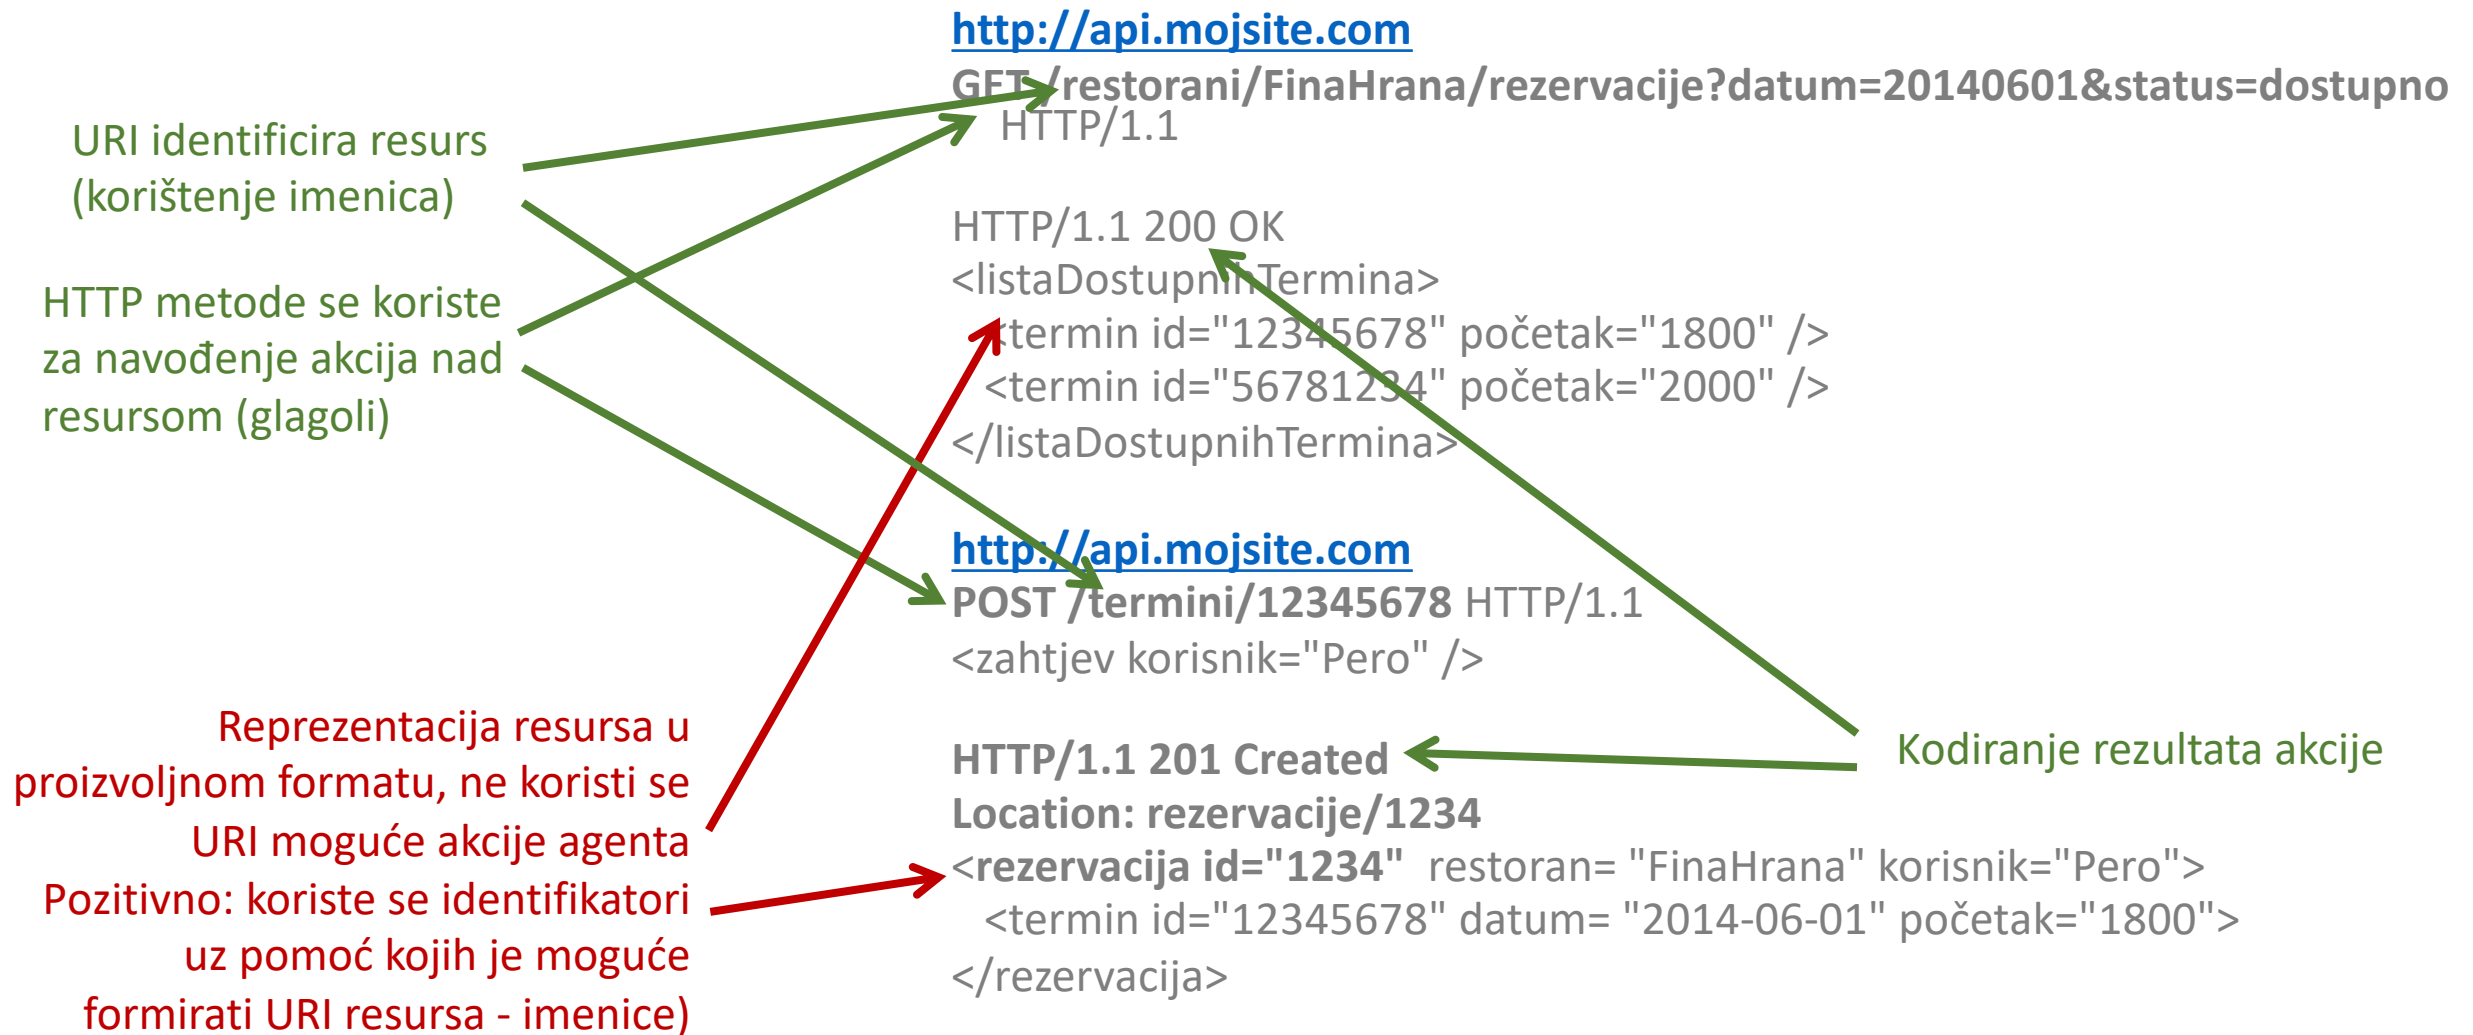 http://api.mojsite.com
GET /restorani/FinaHrana/rezervacije?datum=20140601&status=dostupno
HTTP/1.1
URI identificira resurs
(korištenje imenica)
HTTP/1.1 200 OK
<listaDostupnihTermina>
<termin id="12345678" početak="1800" />
<termin id="56781234" početak="2000" />
</listaDostupnihTermina>
HTTP metode se koriste
za navođenje akcija nad
resursom (glagoli)
http://api.mojsite.com
POST /termini/12345678 HTTP/1.1
<zahtjev korisnik="Pero" />
HTTP/1.1 201 Created
Location: rezervacije/1234
<rezervacija id="1234" restoran= "FinaHrana" korisnik="Pero">
<termin id="12345678" datum= "2014-06-01" početak="1800">
</rezervacija>
Reprezentacija resursa u
proizvoljnom formatu, ne koristi se
URI moguće akcije agenta
Pozitivno: koriste se identifikatori
uz pomoć kojih je moguće
formirati URI resursa - imenice)
Kodiranje rezultata akcije